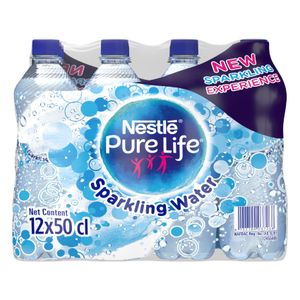 NEW
SPARKLING
EXPERIENCE
Nestlé
Pure Life
Sparkling Water
Net Content
12x50 cl